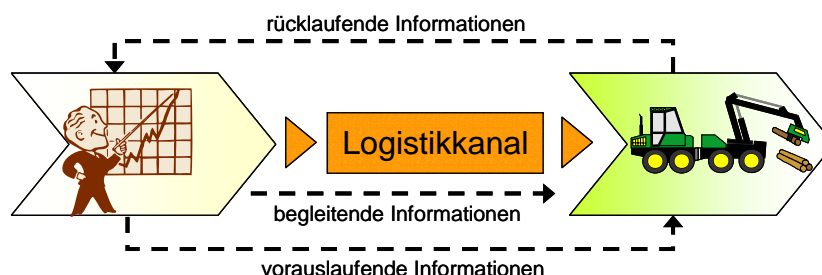 rücklaufende Informationen
Logistikkanal
begleitende Informationen
vorauslaufende Informationen